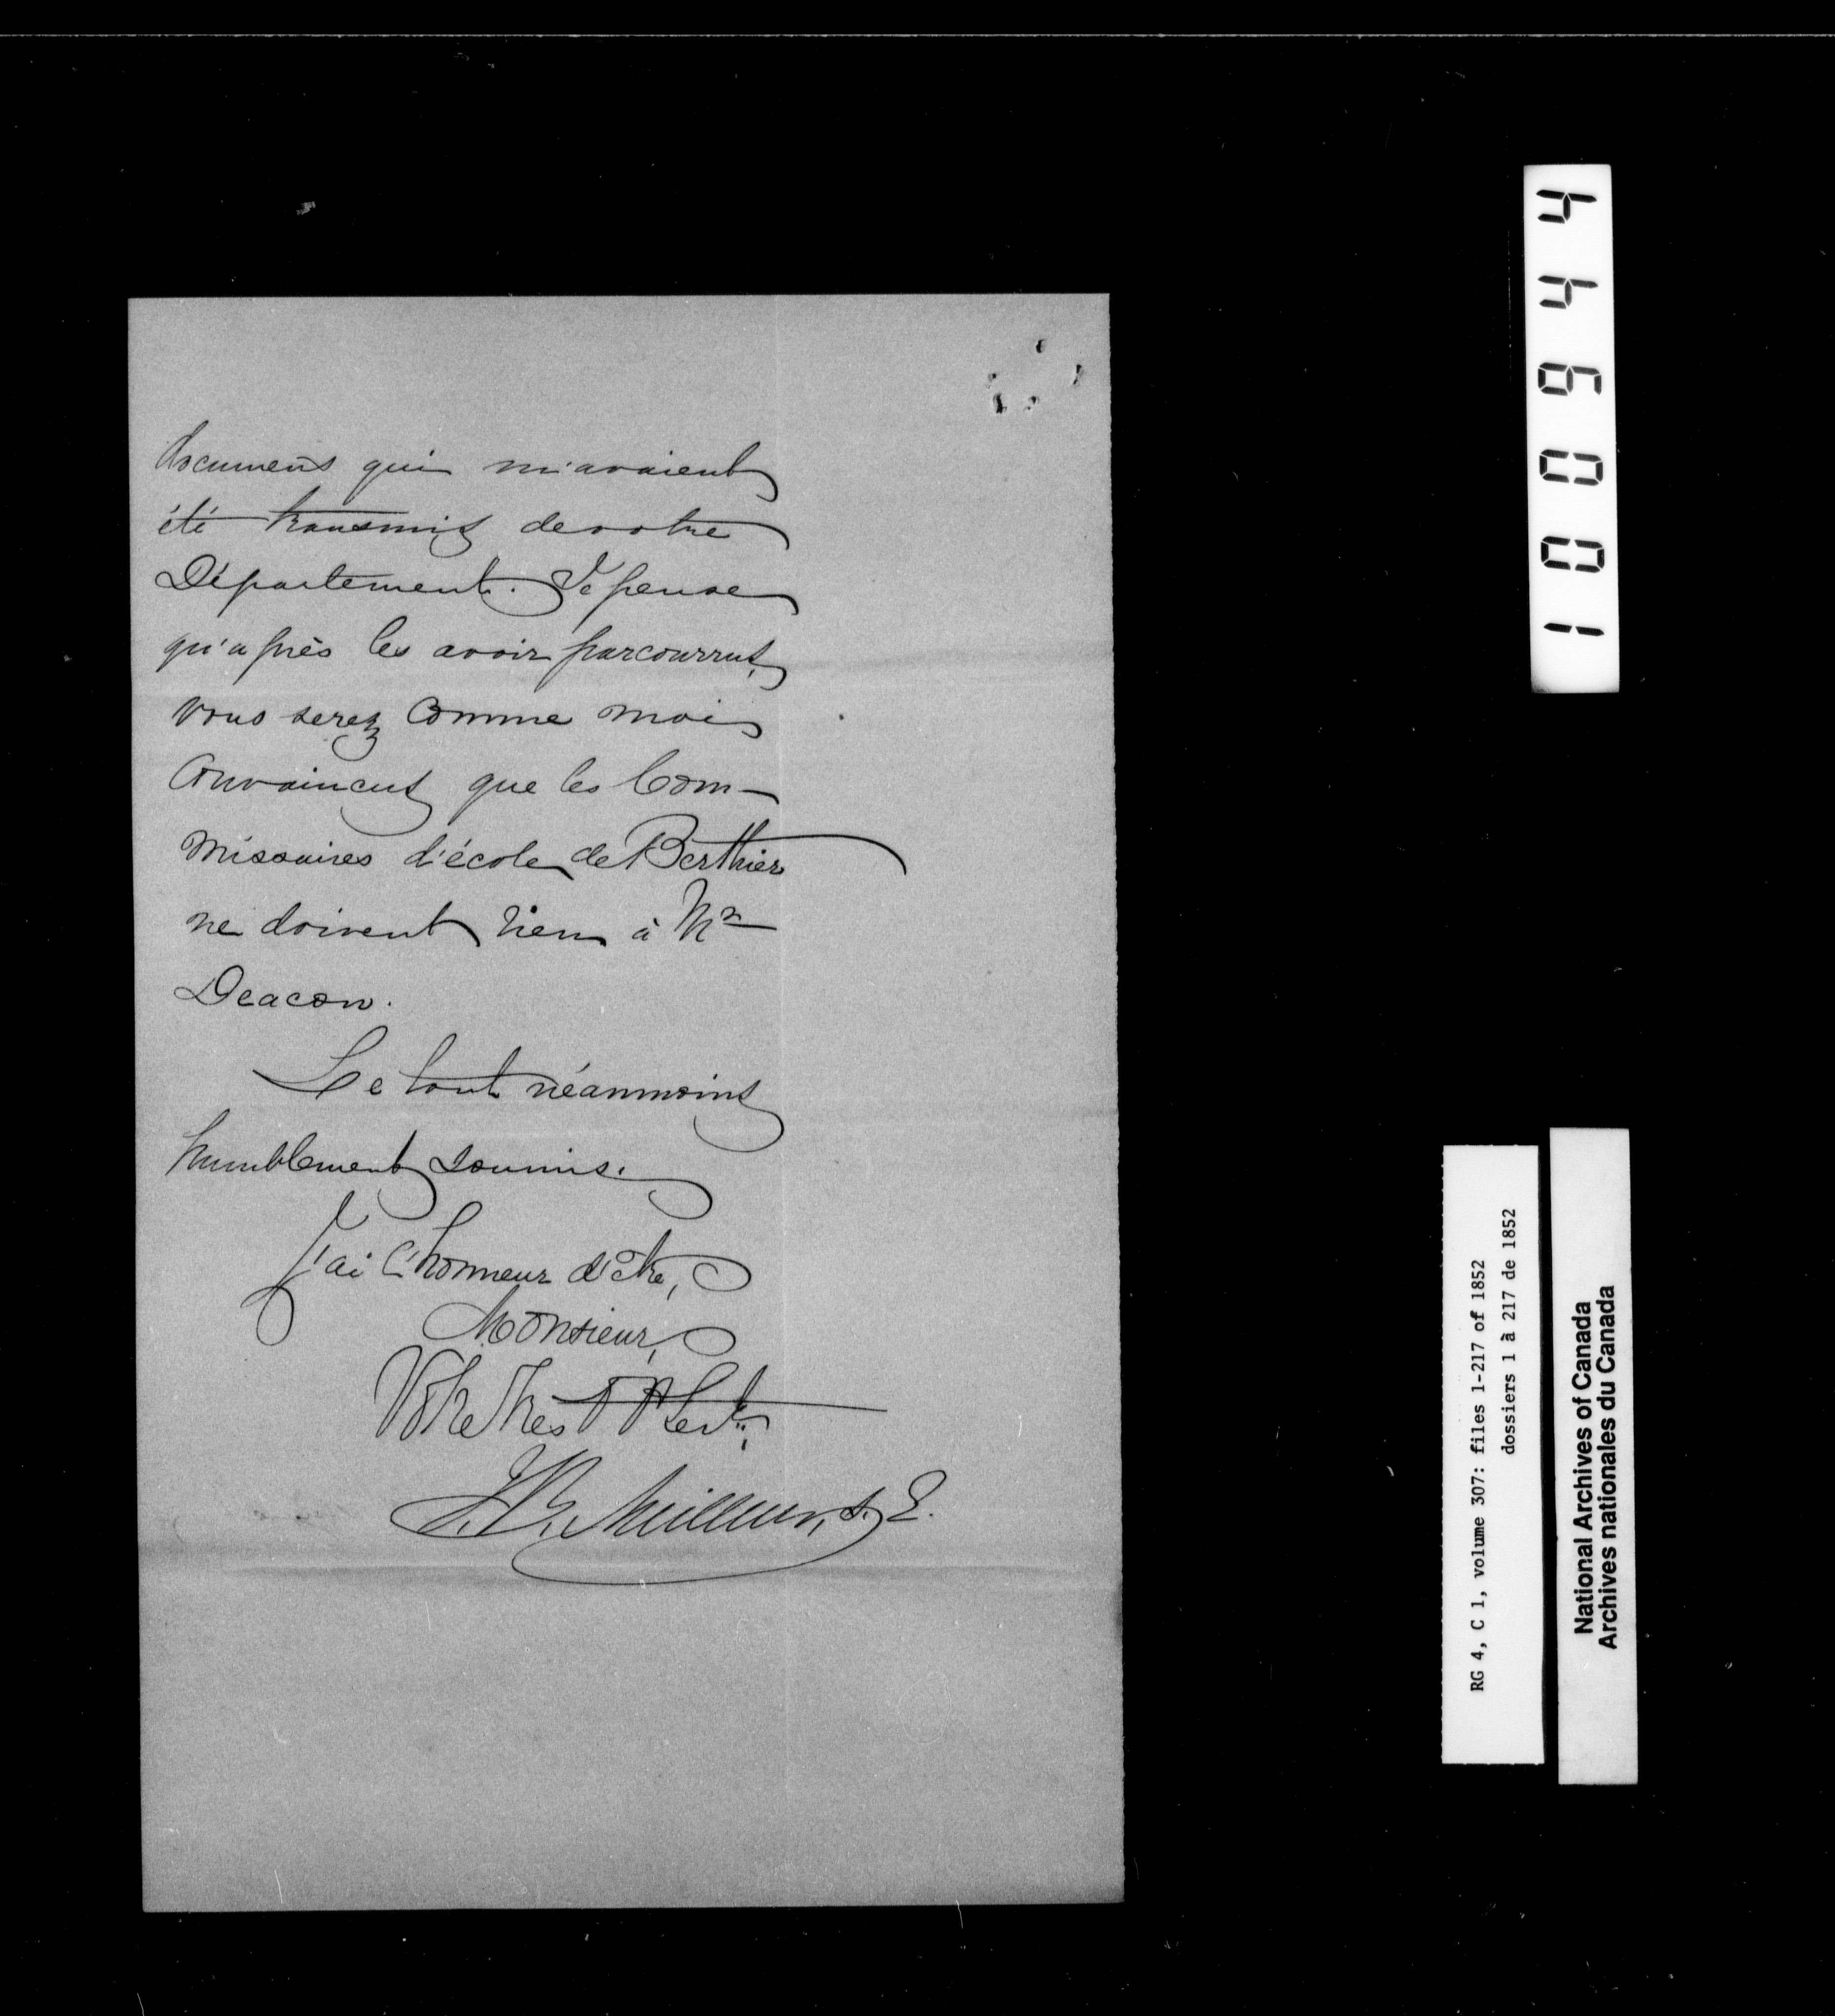 documens qui m'avaient
été transmis de votre
Département. Je pense
qu'après les avoir parcourrus,
vous serez comme moi
convaincus que les Com-
missaires d'école de Berthier
ne doivent rien à Mr
Deacon.
Le tout néanmoins
humblement soumis.
J'ai l'honneur d'être,
Monsieur,
Votre très O Servt.,
J.B. Meilleur, S. E.
100944
RG 4, C 1, volume 307: files 1-217 of 1852
dossiers 1 à 217 de 1852
National Archives of Canada
Archives nationales du Canada